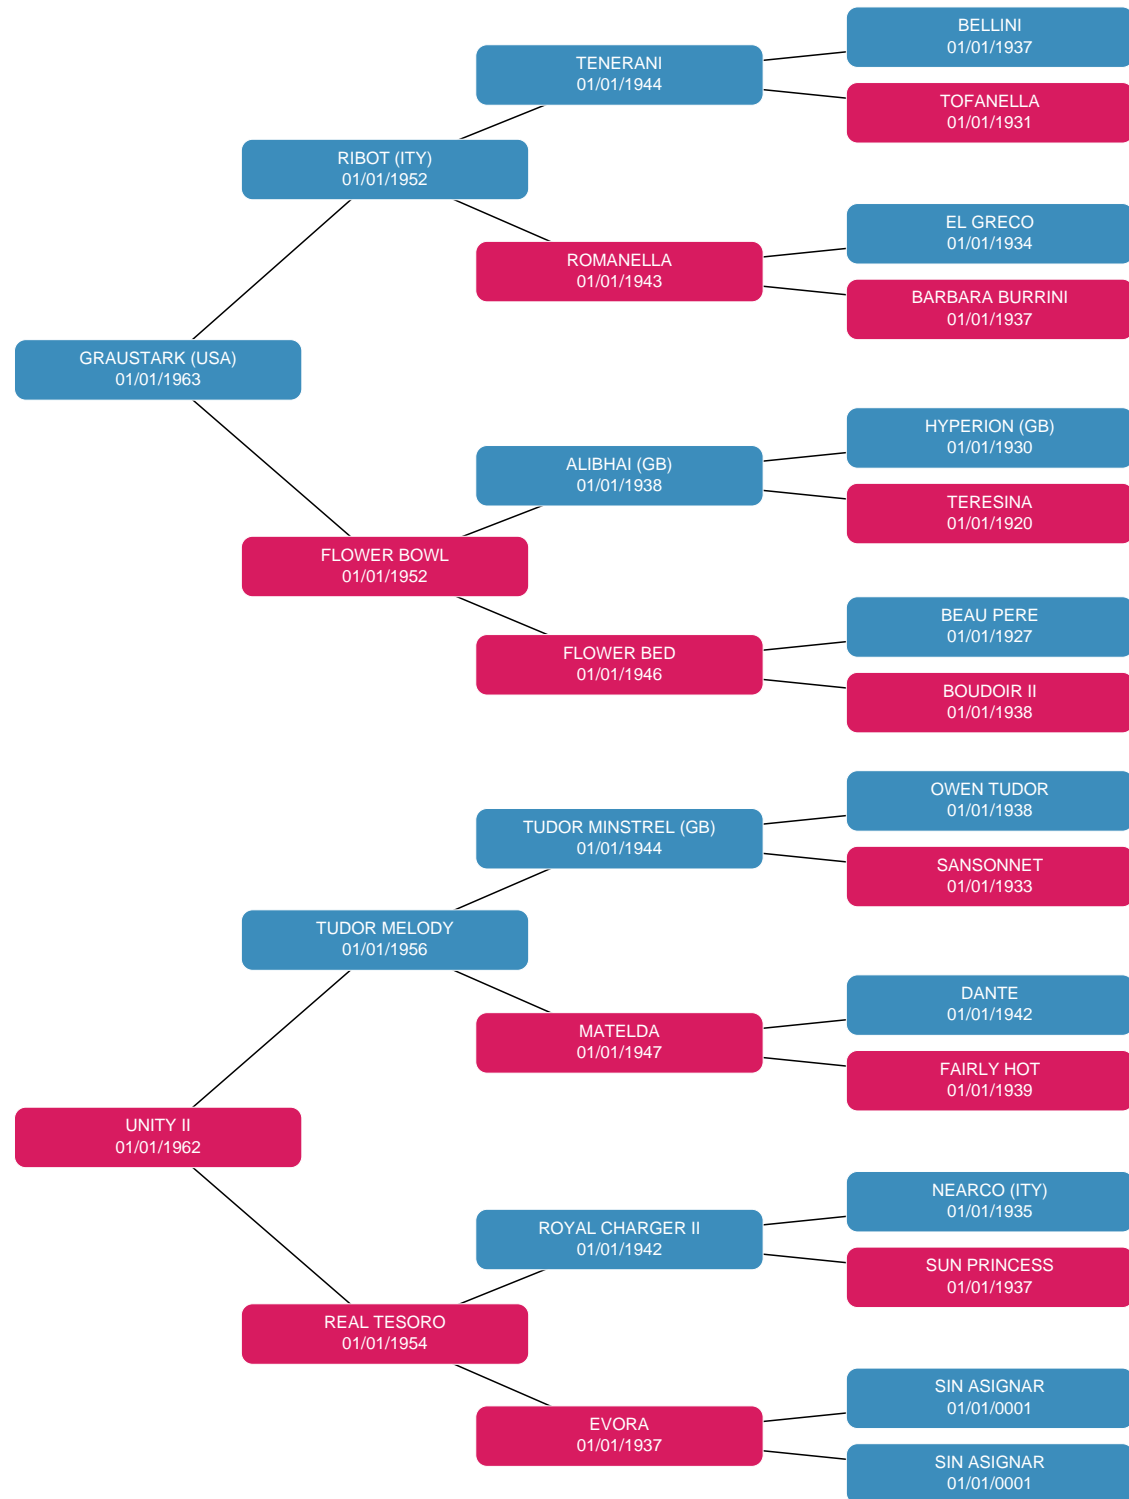 BELLINI
01/01/1937
TENERANI
01/01/1944
TOFANELLA
01/01/1931
RIBOT (ITY)
01/01/1952
EL GRECO
01/01/1934
ROMANELLA
01/01/1943
BARBARA BURRINI
01/01/1937
GRAUSTARK (USA)
01/01/1963
HYPERION (GB)
01/01/1930
ALIBHAI (GB)
01/01/1938
TERESINA
01/01/1920
FLOWER BOWL
01/01/1952
BEAU PERE
01/01/1927
FLOWER BED
01/01/1946
BOUDOIR II
01/01/1938
OWEN TUDOR
01/01/1938
TUDOR MINSTREL (GB)
01/01/1944
SANSONNET
01/01/1933
TUDOR MELODY
01/01/1956
DANTE
01/01/1942
MATELDA
01/01/1947
FAIRLY HOT
01/01/1939
UNITY II
01/01/1962
NEARCO (ITY)
01/01/1935
ROYAL CHARGER II
01/01/1942
SUN PRINCESS
01/01/1937
REAL TESORO
01/01/1954
SIN ASIGNAR
01/01/0001
EVORA
01/01/1937
SIN ASIGNAR
01/01/0001